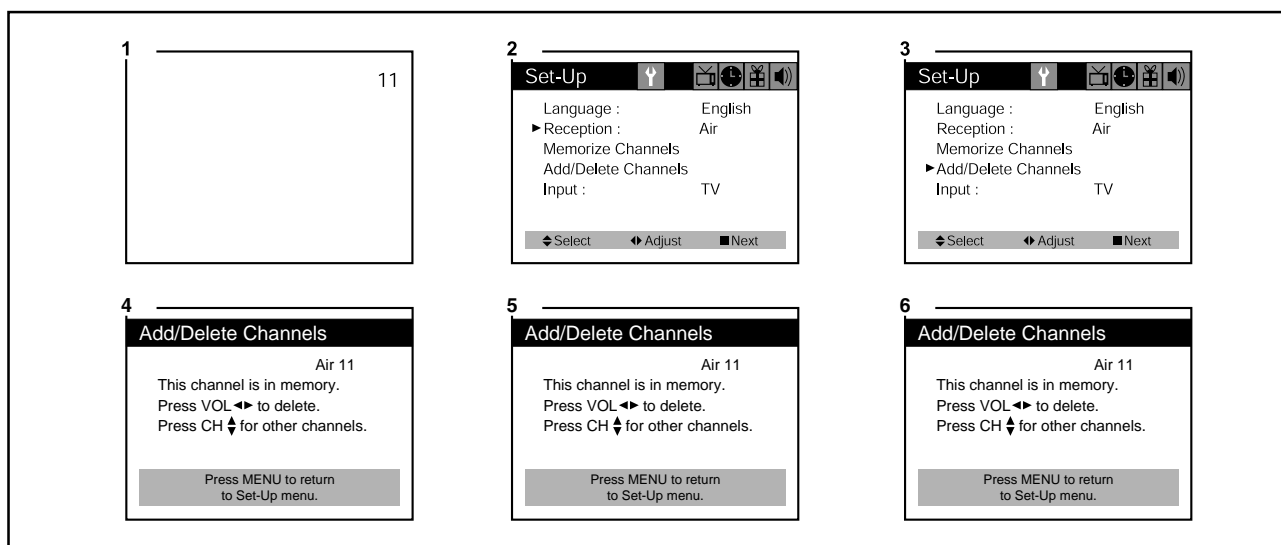 1
11
2
Set-Up
Language : English
►Reception : Air
Memorize Channels
Add/Delete Channels
Input : TV
Select Adjust Next
3
Set-Up
Language : English
Reception : Air
Memorize Channels
►Add/Delete Channels
Input : TV
Select Adjust Next
4
Add/Delete Channels
Air 11
This channel is in memory.
Press VOL◄► to delete.
Press CH▲▼ for other channels.
Press MENU to return
to Set-Up menu.
5
Add/Delete Channels
Air 11
This channel is in memory.
Press VOL◄► to delete.
Press CH▲▼ for other channels.
Press MENU to return
to Set-Up menu.
6
Add/Delete Channels
Air 11
This channel is in memory.
Press VOL◄► to delete.
Press CH▲▼ for other channels.
Press MENU to return
to Set-Up menu.